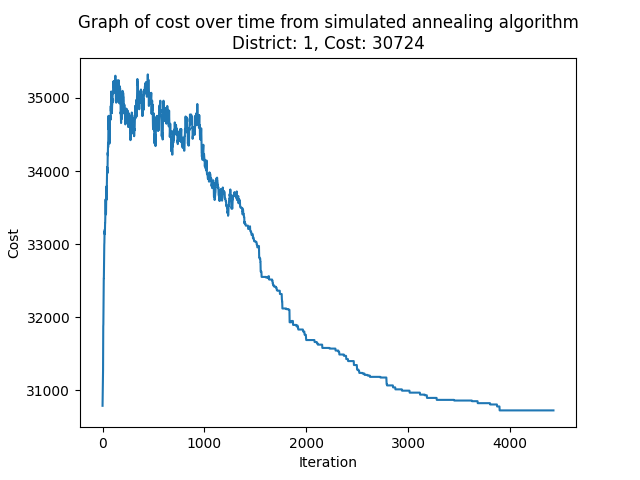 Graph of cost over time from simulated annealing algorithm
District: 1, Cost: 30724
35000
34000
33000
32000
31000
Cost
0
1000
2000
3000
4000
Iteration